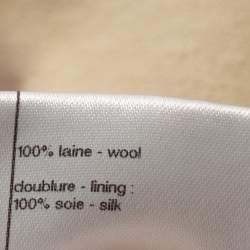 100% laine - wool
doublure - lining :
100% soie - silk